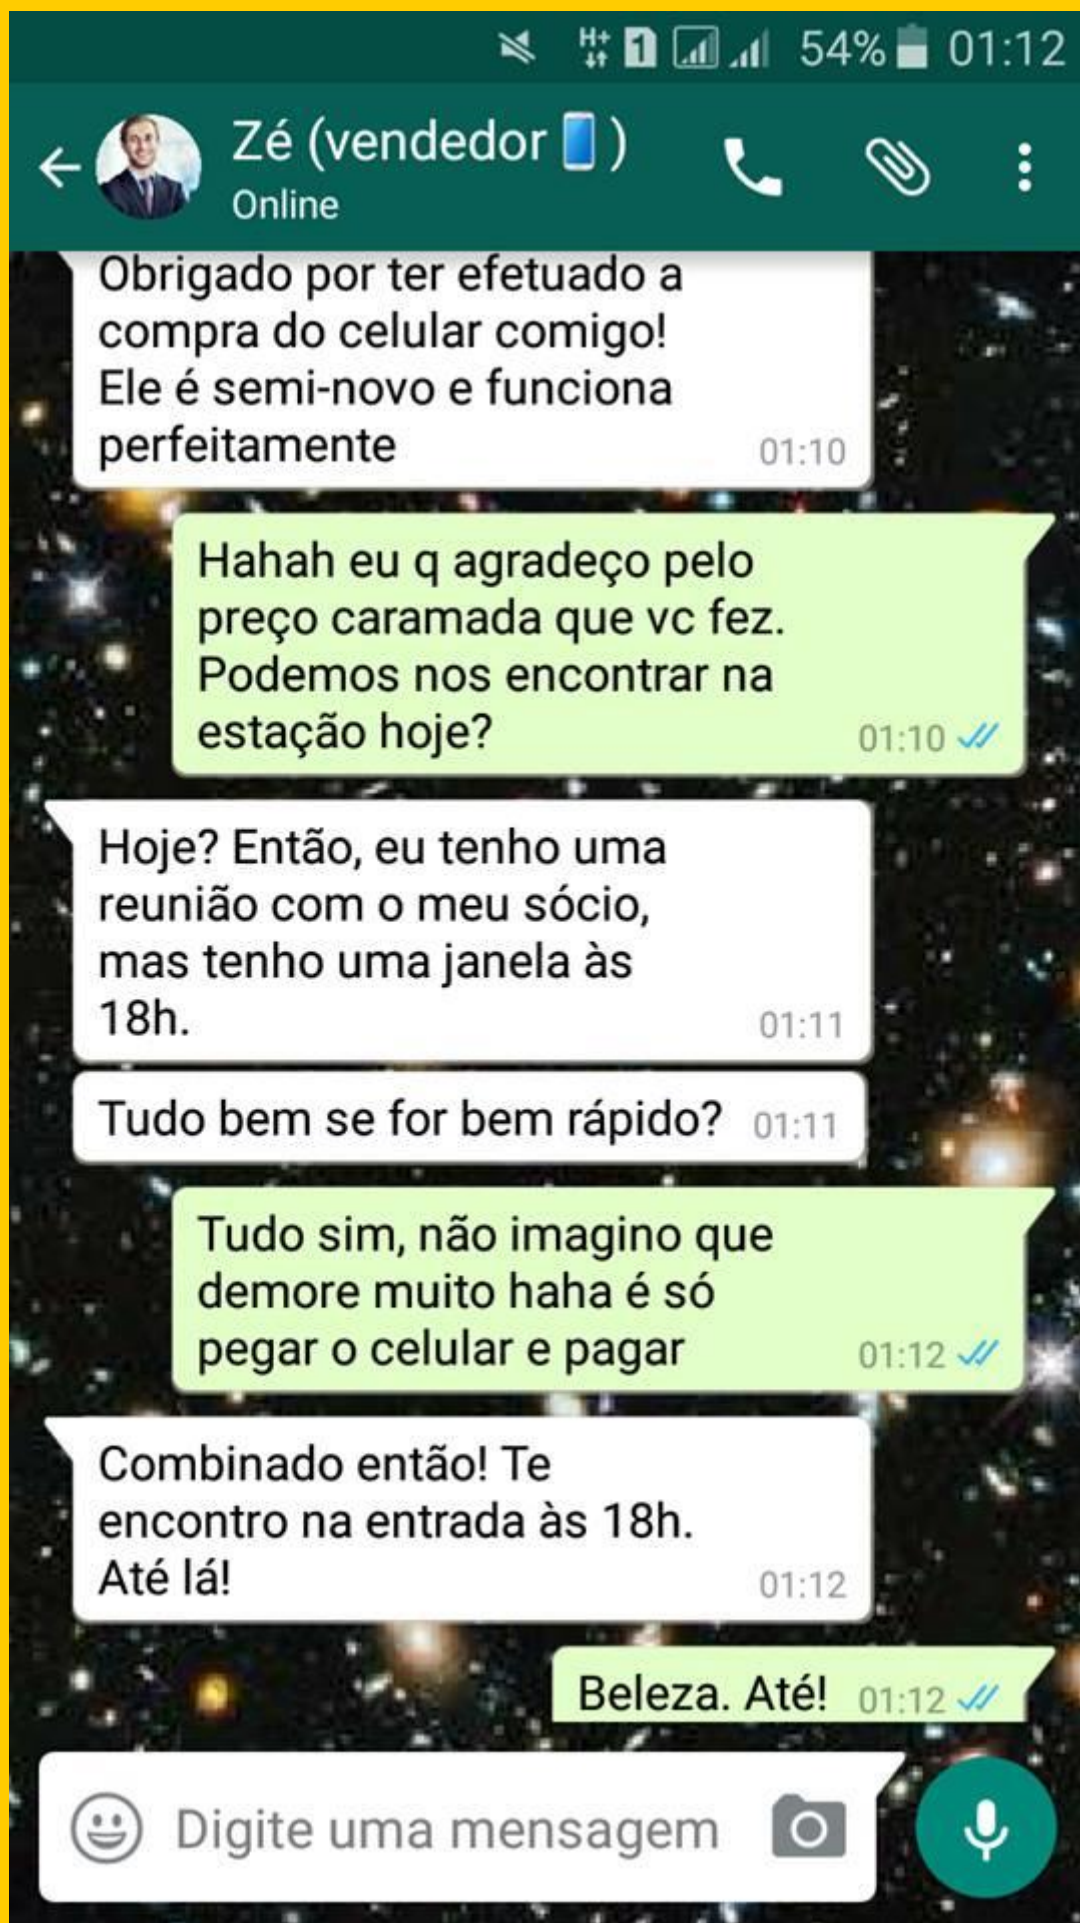 H+ 1 54% 01:12
Zé (vendedor📱)
Online
Obrigado por ter efetuado a
compra do celular comigo!
Ele é semi-novo e funciona
perfeitamente 01:10
Hahah eu q agradeço pelo
preço caramada que vc fez.
Podemos nos encontrar na
estação hoje? 01:10
Hoje? Então, eu tenho uma
reunião com o meu sócio,
mas tenho uma janela às
18h. 01:11
Tudo bem se for bem rápido? 01:11
Tudo sim, não imagino que
demore muito haha é só
pegar o celular e pagar 01:12
Combinado então! Te
encontro na entrada às 18h.
Até lá! 01:12
Beleza. Até! 01:12
Digite uma mensagem